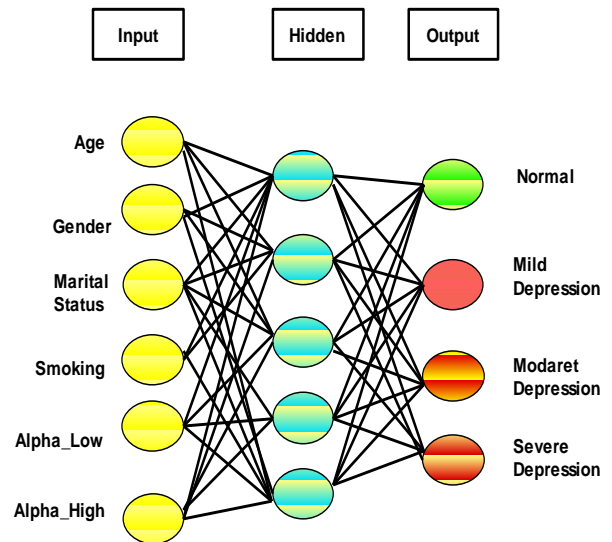 Input
Hidden
Output
Age
Gender
Marital
Status
Smoking
Alpha_Low
Alpha_High
Normal
Mild
Depression
Modaret
Depression
Severe
Depression